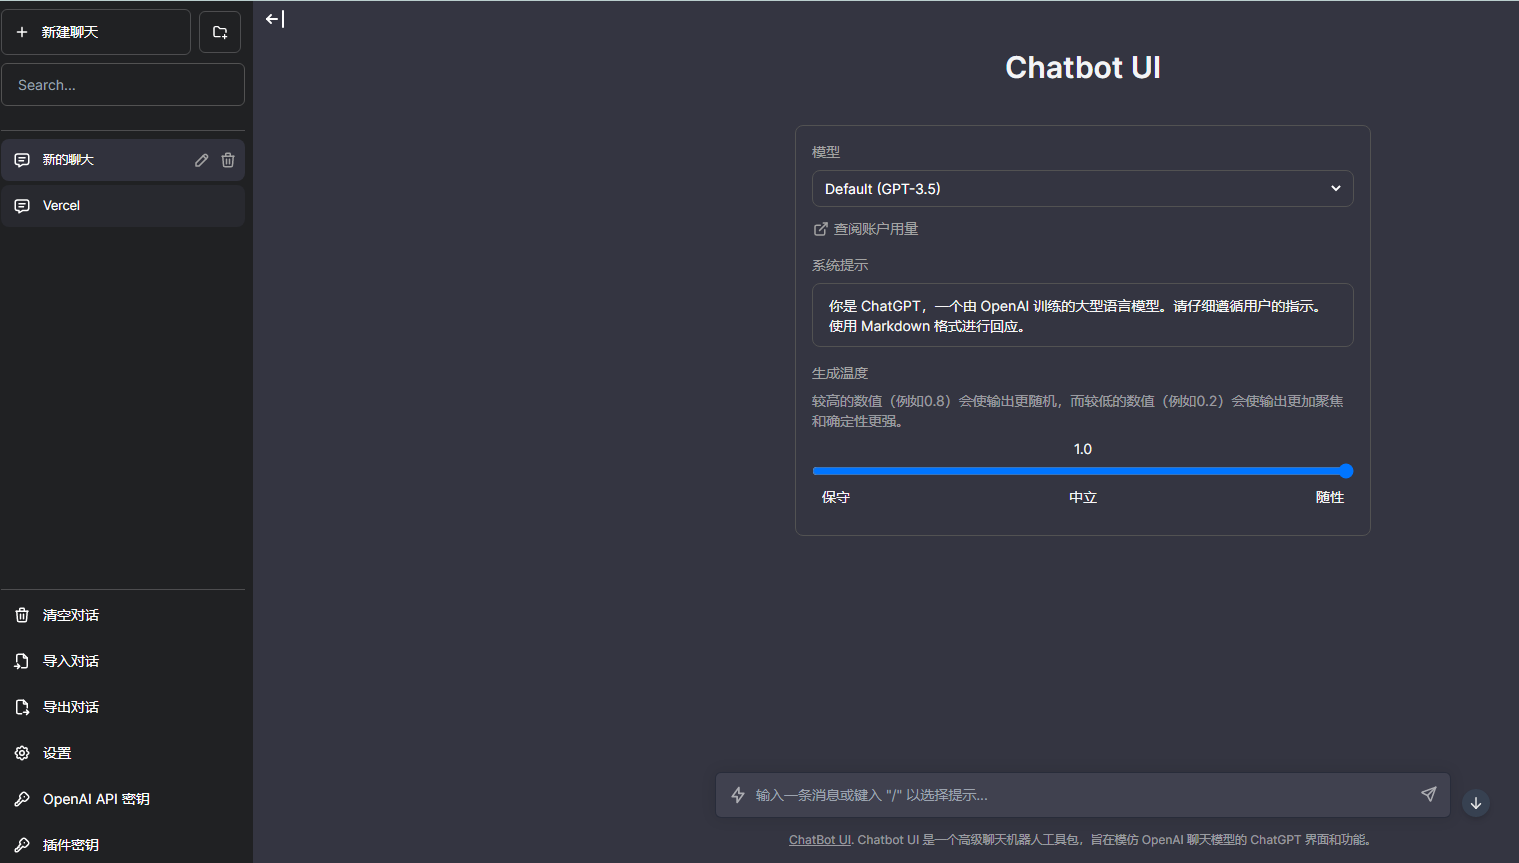 新建聊天
Search...
新的聊天
Vercel
清空对话
导入对话
导出对话
设置
OpenAI API 密钥
插件密钥
Chatbot UI
模型
Default (GPT-3.5)
查阅账户用量
系统提示
你是 ChatGPT，一个由 OpenAI 训练的大型语言模型。请仔细遵循用户的指示。
使用 Markdown 格式进行回应。
生成温度
较高的数值（例如0.8）会使输出更随机，而较低的数值（例如0.2）会使输出更加聚焦
和确定性更强。
1.0
保守 中立 随性
输入一条消息或键入 "/" 以选择提示...
ChatBot UI. Chatbot UI 是一个高级聊天机器人工具包，旨在模仿 OpenAI 聊天模型的 ChatGPT 界面和功能。